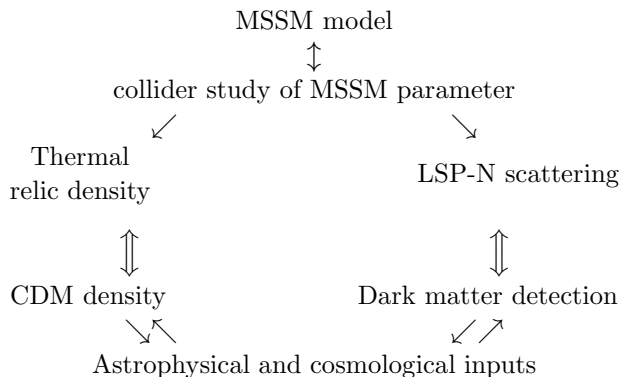 MSSM model
collider study of MSSM parameter
Thermal
relic density
LSP-N scattering
CDM density
Dark matter detection
Astrophysical and cosmological inputs